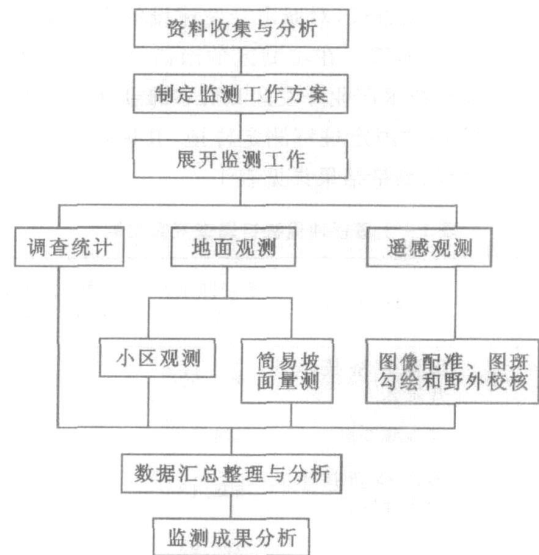 资料收集与分析
制定监测工作方案
展开监测工作
调查统计
地面观测
遥感观测
小区观测
简易坡
面量测
图像配准、图斑
勾绘和野外校核
数据汇总整理与分析
监测成果分析